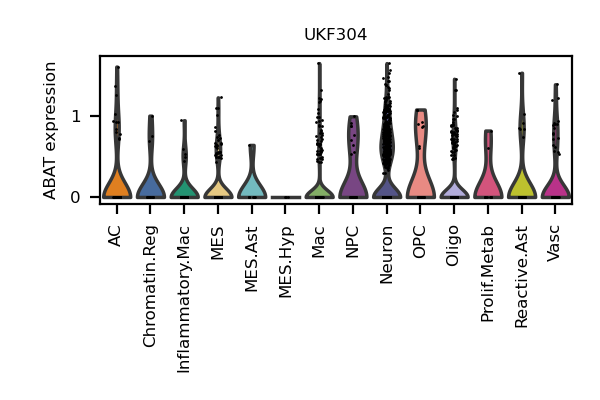 UKF304
ABAT expression
1
0
AC
Chromatin.Reg
Inflammatory.Mac
MES
MES.Ast
MES.Hyp
Mac
NPC
Neuron
OPC
Oligo
Prolif.Metab
Reactive.Ast
Vasc